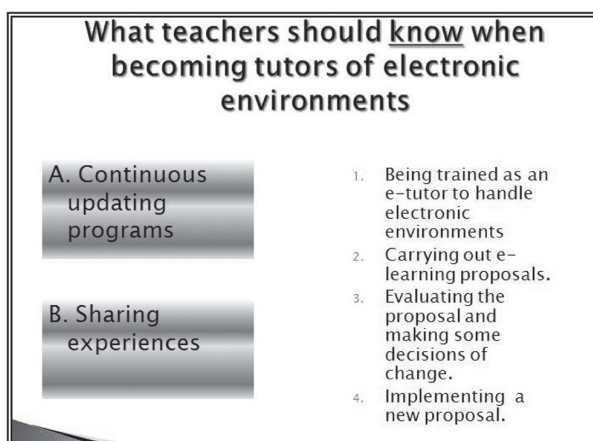 What teachers should know when
becoming tutors of electronic
environments
A. Continuous
updating
programs
B. Sharing
experiences
1. Being trained as an
e-tutor to handle
electronic
environments
2. Carrying out e-
learning proposals.
3. Evaluating the
proposal and
making some
decisions of
change.
4. Implementing a
new proposal.